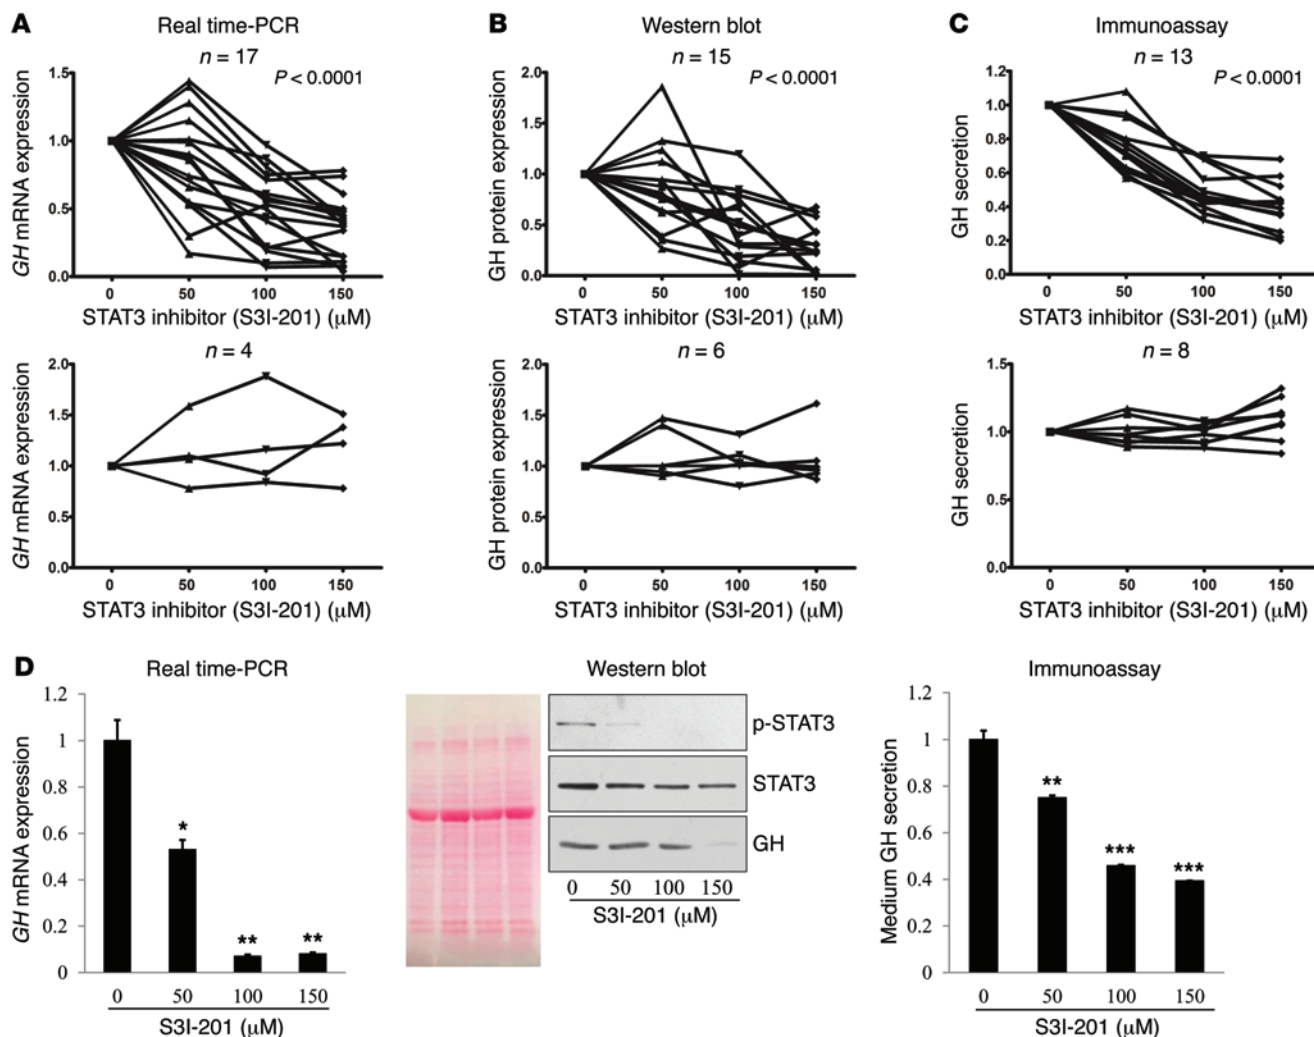 A
Real time-PCR
n = 17
P < 0.0001
GH mRNA expression
1.5
1.0
0.5
0.0
0 50 100 150
STAT3 inhibitor (S3I-201) (μM)
n = 4
GH mRNA expression
2.0
1.5
1.0
0.5
0.0
0 50 100 150
STAT3 inhibitor (S3I-201) (μM)
B
Western blot
n = 15
P < 0.0001
GH protein expression
2.0
1.5
1.0
0.5
0.0
0 50 100 150
STAT3 inhibitor (S3I-201) (μM)
n = 6
GH protein expression
2.0
1.5
1.0
0.5
0.0
0 50 100 150
STAT3 inhibitor (S3I-201) (μM)
C
Immunoassay
n = 13
P < 0.0001
GH secretion
1.2
1.0
0.8
0.6
0.4
0.2
0.0
0 50 100 150
STAT3 inhibitor (S3I-201) (μM)
n = 8
GH secretion
1.5
1.0
0.5
0.0
0 50 100 150
STAT3 inhibitor (S3I-201) (μM)
D
Real time-PCR
GH mRNA expression
1.2
1
0.8
0.6
0.4
0.2
0
*
**
**
0 50 100 150
S3I-201 (μM)
Western blot
p-STAT3
STAT3
GH
0 50 100 150
S3I-201 (μM)
Immunoassay
Medium GH secretion
1.2
1
0.8
0.6
0.4
0.2
0
**
***
***
0 50 100 150
S3I-201 (μM)